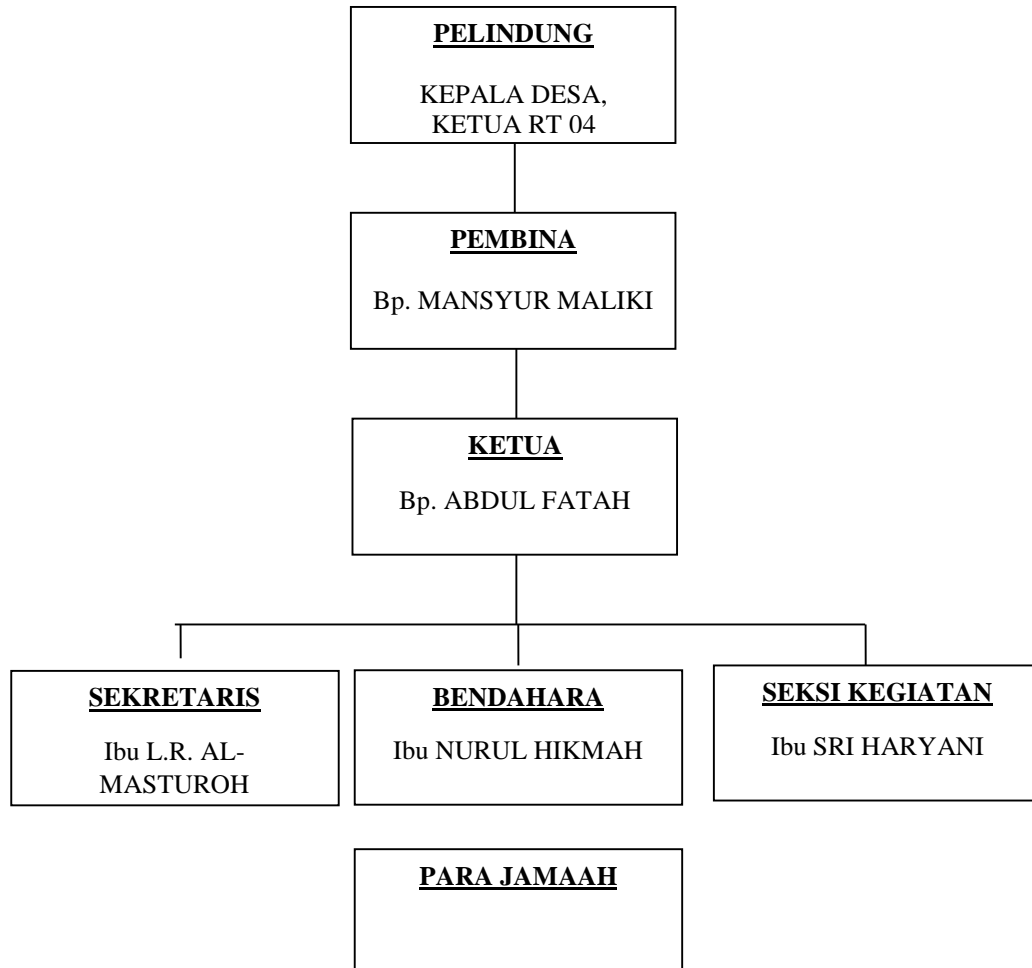 PELINDUNG
KEPALA DESA,
KETUA RT 04
PEMBINA
Bp. MANSYUR MALIKI
KETUA
Bp. ABDUL FATAH
SEKRETARIS
Ibu L.R. AL-
MASTUROH
BENDAHARA
Ibu NURUL HIKMAH
SEKSI KEGIATAN
Ibu SRI HARYANI
PARA JAMAAH